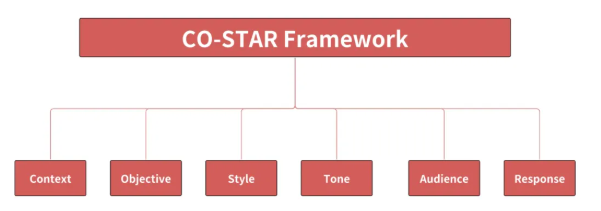 CO-STAR Framework
Context
Objective
Style
Tone
Audience
Response